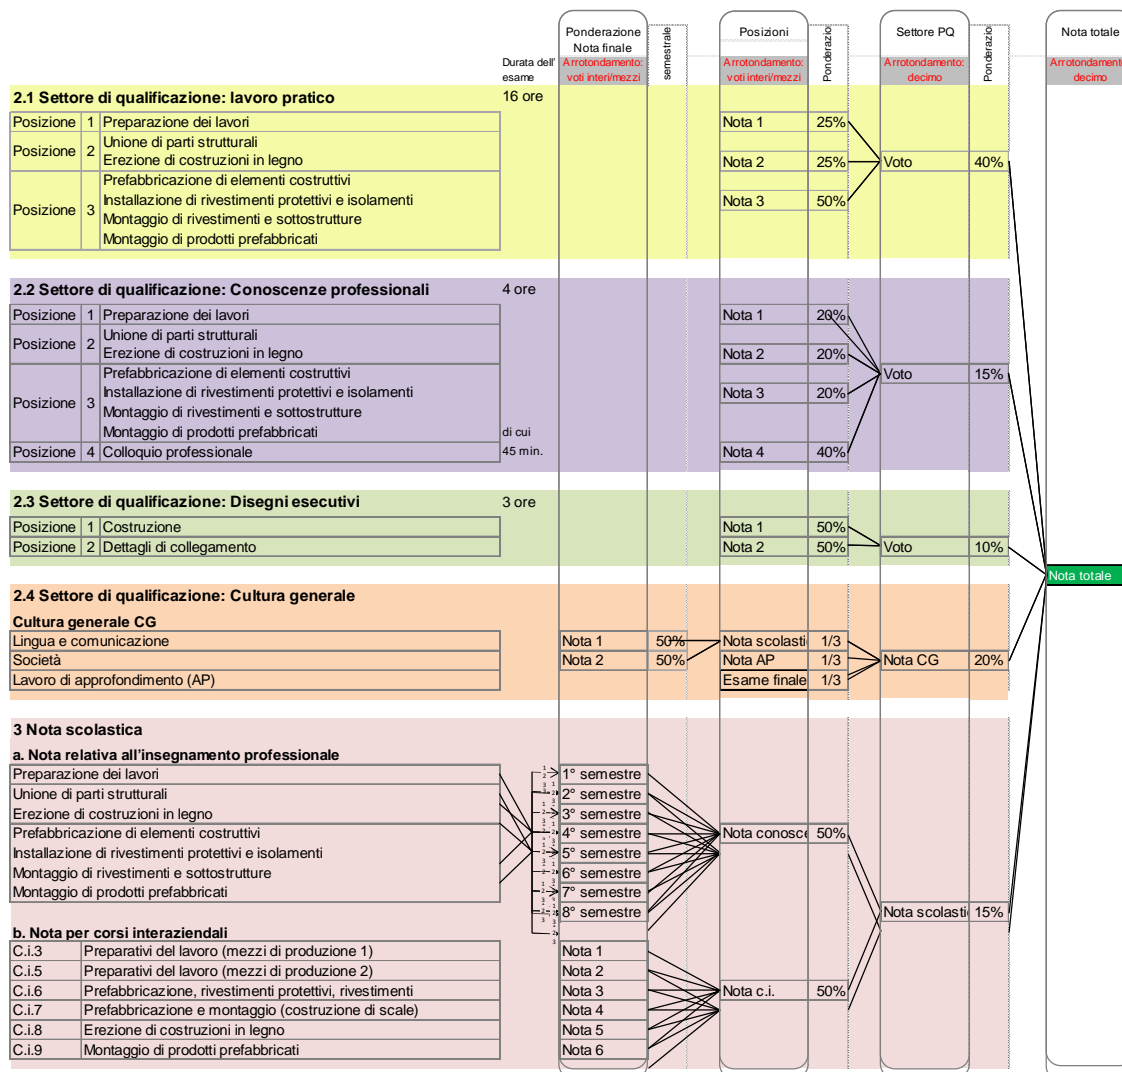 Ponderazione
Nota finale
semestrale
Posizioni
Ponderazio
Settore PQ
Ponderazio
Nota totale
Durata dell'
esame
Arrotondamento:
voti interi/mezzi
Arrotondamento:
voti interi/mezzi
Arrotondamento:
decimo
Arrotondamento
decimo
2.1 Settore di qualificazione: lavoro pratico 16 ore
Posizione 1 Preparazione dei lavori Nota 1 25%
Posizione 2 Unione di parti strutturali
Erezione di costruzioni in legno Nota 2 25% Voto 40%
Posizione 3 Prefabbricazione di elementi costruttivi
Installazione di rivestimenti protettivi e isolamenti Nota 3 50%
Montaggio di rivestimenti e sottostrutture
Montaggio di prodotti prefabbricati
2.2 Settore di qualificazione: Conoscenze professionali 4 ore
Posizione 1 Preparazione dei lavori Nota 1 20%
Posizione 2 Unione di parti strutturali
Erezione di costruzioni in legno Nota 2 20%
Posizione 3 Prefabbricazione di elementi costruttivi Voto 15%
Installazione di rivestimenti protettivi e isolamenti Nota 3 20%
Montaggio di rivestimenti e sottostrutture
Montaggio di prodotti prefabbricati di cui
Posizione 4 Colloquio professionale 45 min. Nota 4 40%
2.3 Settore di qualificazione: Disegni esecutivi 3 ore
Posizione 1 Costruzione Nota 1 50%
Posizione 2 Dettagli di collegamento Nota 2 50% Voto 10%
Nota totale
2.4 Settore di qualificazione: Cultura generale
Cultura generale CG
Lingua e comunicazione Nota 1 50% Nota scolasti 1/3
Società Nota 2 50% Nota AP 1/3 Nota CG 20%
Lavoro di approfondimento (AP) Esame finale 1/3
3 Nota scolastica
a. Nota relativa all'insegnamento professionale
Preparazione dei lavori 1° semestre
Unione di parti strutturali 2° semestre
Erezione di costruzioni in legno 3° semestre
Prefabbricazione di elementi costruttivi 4° semestre Nota conosce 50%
Installazione di rivestimenti protettivi e isolamenti 5° semestre
Montaggio di rivestimenti e sottostrutture 6° semestre
Montaggio di prodotti prefabbricati 7° semestre
8° semestre Nota scolasti 15%
b. Nota per corsi interaziendali
C.i.3 Preparativi del lavoro (mezzi di produzione 1) Nota 1
C.i.5 Preparativi del lavoro (mezzi di produzione 2) Nota 2
C.i.6 Prefabbricazione, rivestimenti protettivi, rivestimenti Nota 3 Nota c.i. 50%
C.i.7 Prefabbricazione e montaggio (costruzione di scale) Nota 4
C.i.8 Erezione di costruzioni in legno Nota 5
C.i.9 Montaggio di prodotti prefabbricati Nota 6